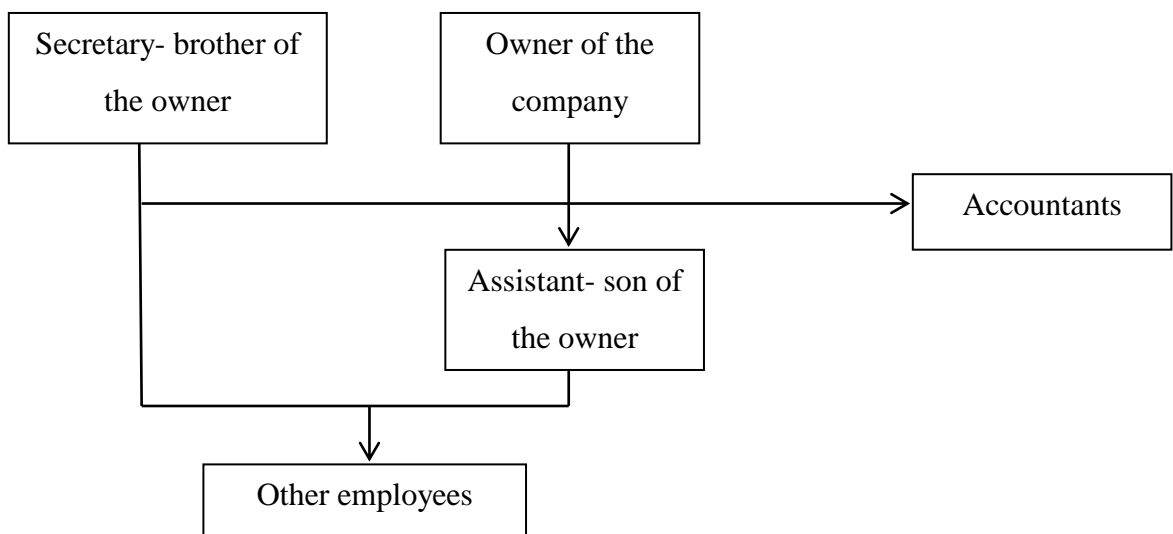 Secretary- brother of
the owner
Owner of the
company
Accountants
Assistant- son of
the owner
Other employees